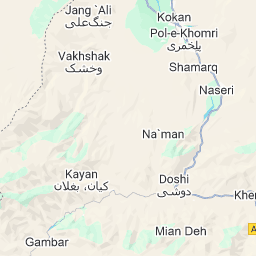 Jang `Ali
جنگ‌علی
Kokan
Pol-e-Khomri
پلخمری
Vakhshak
وخشک
Shamarq
Naseri
Na`man
Kayan
کیان، بغلان
Doshi
دوشی
Mian Deh
Gambar
A